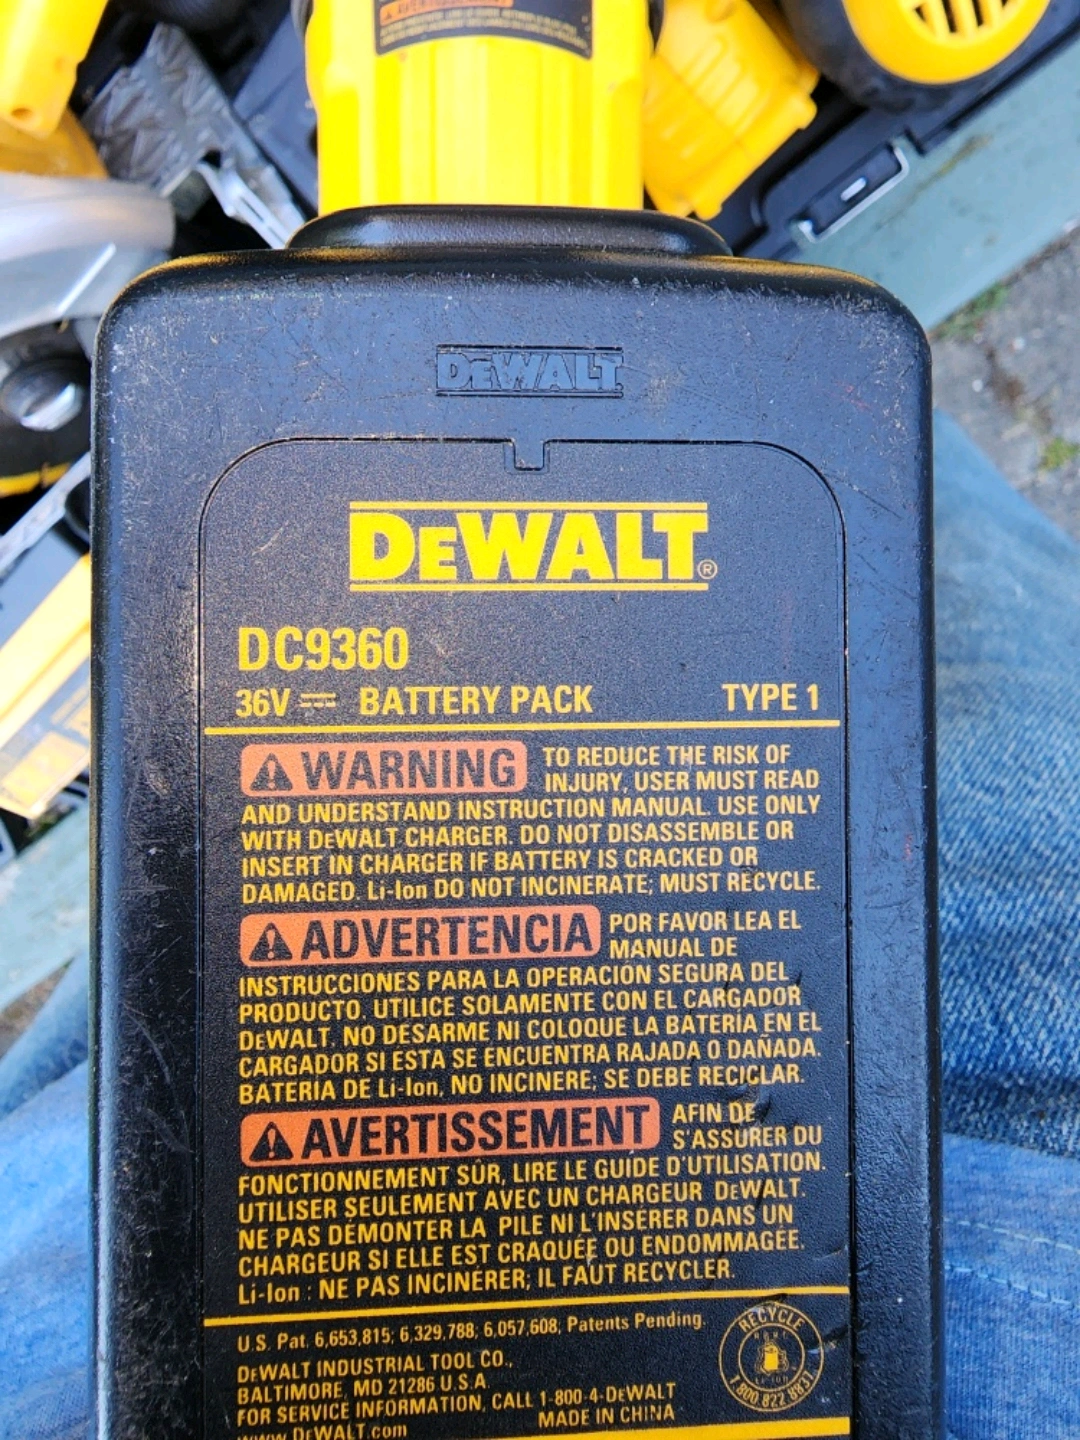 DEWALT
DEWALT®
DC9360
36V BATTERY PACK TYPE 1
WARNING TO REDUCE THE RISK OF
INJURY, USER MUST READ
AND UNDERSTAND INSTRUCTION MANUAL. USE ONLY
WITH DEWALT CHARGER. DO NOT DISASSEMBLE OR
INSERT IN CHARGER IF BATTERY IS CRACKED OR
DAMAGED. Li-Ion DO NOT INCINERATE; MUST RECYCLE.
ADVERTENCIA POR FAVOR LEA EL
MANUAL DE
INSTRUCCIONES PARA LA OPERACIÓN SEGURA DEL
PRODUCTO. UTILICE SOLAMENTE CON EL CARGADOR
DEWALT. NO DESARME NI COLOQUE LA BATERÍA EN EL
CARGADOR SI ESTA SE ENCUENTRA RAJADA O DAÑADA.
BATERÍA DE Li-Ion, NO INCINERE; SE DEBE RECICLAR.
AVERTISSEMENT AFIN DE
S'ASSURER DU
FONCTIONNEMENT SÛR, LIRE LE GUIDE D'UTILISATION.
UTILISER SEULEMENT AVEC UN CHARGEUR DEWALT.
NE PAS DÉMONTER LA PILE NI L'INSÉRER DANS UN
CHARGEUR SI ELLE EST CRAQUÉE OU ENDOMMAGÉE.
Li-Ion : NE PAS INCINÉRER; IL FAUT RECYCLER.
U.S. Pat. 6,653,815; 6,329,788; 6,057,608, Patents Pending.
DEWALT INDUSTRIAL TOOL CO.,
BALTIMORE, MD 21286 U.S.A
FOR SERVICE INFORMATION, CALL 1-800-4-DEWALT
MADE IN CHINA
www.DEWALT.com
RECYCLE
RBRC
Li-ION
1.800.822.8837